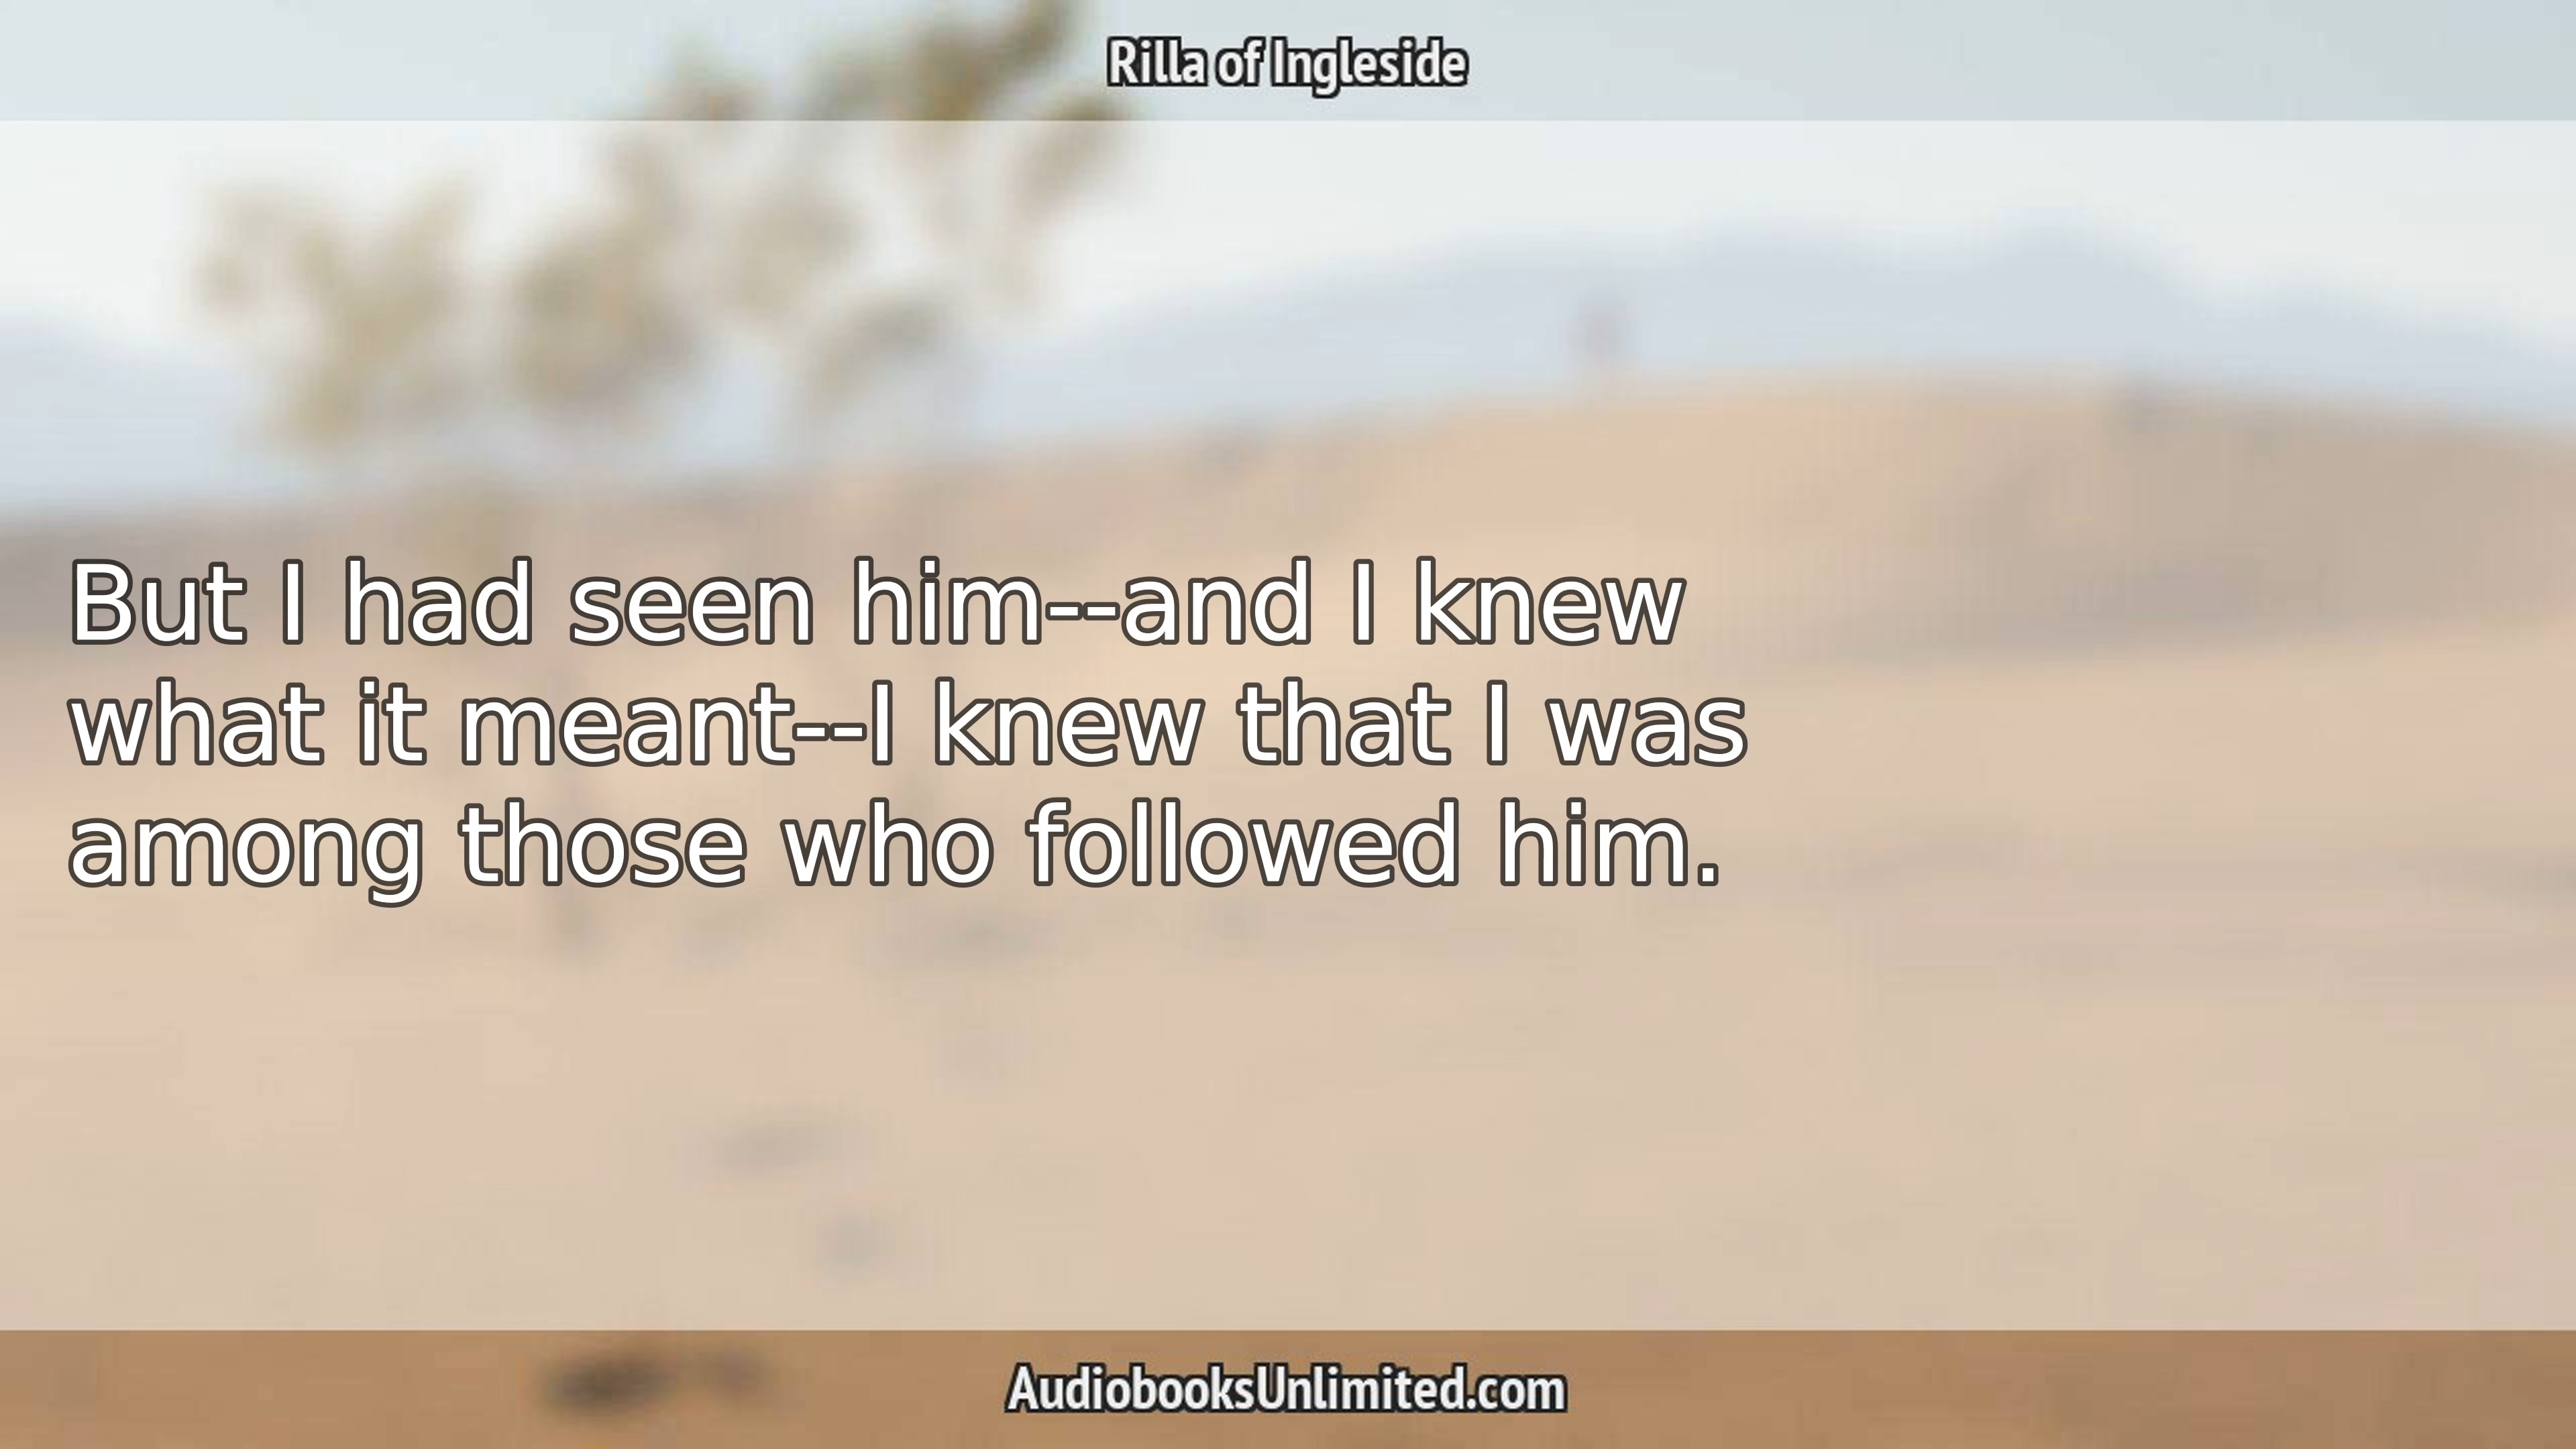 Rilla of Ingleside
But I had seen him--and I knew
what it meant--I knew that I was
among those who followed him.
AudiobooksUnlimited.com